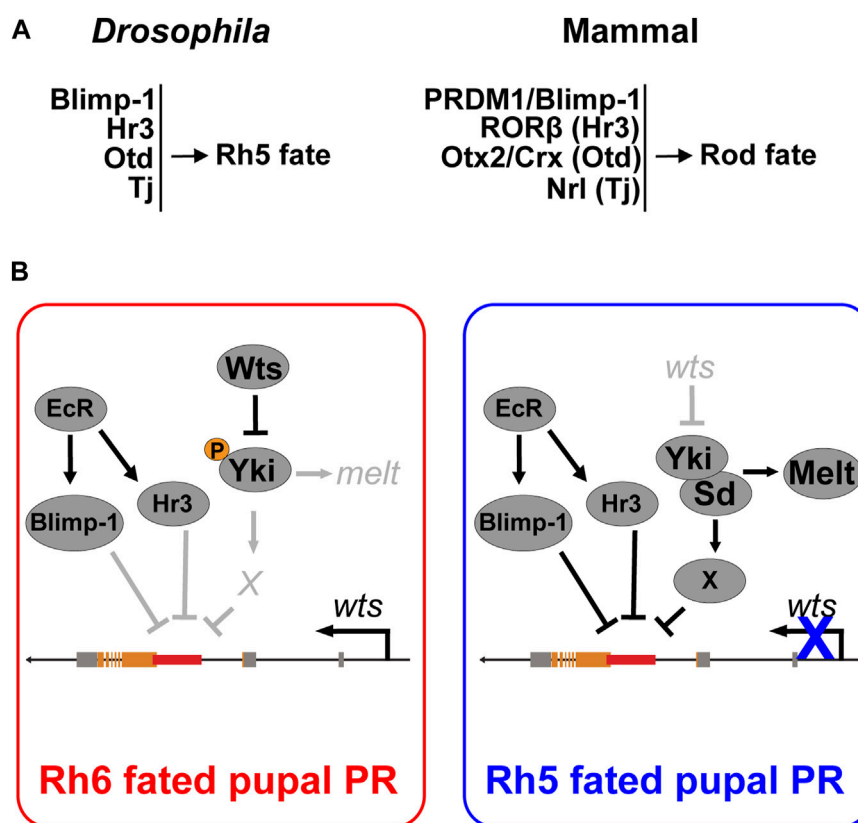 A
Drosophila
Mammal
Blimp-1
Hr3
Otd
Tj
Rh5 fate
PRDM1/Blimp-1
RORβ (Hr3)
Otx2/Crx (Otd)
Nrl (Tj)
Rod fate
B
Wts
EcR
P
Yki
melt
Blimp-1
Hr3
X
wts
Rh6 fated pupal PR
wts
EcR
Yki
Sd
Melt
Blimp-1
Hr3
X
wts
X
Rh5 fated pupal PR